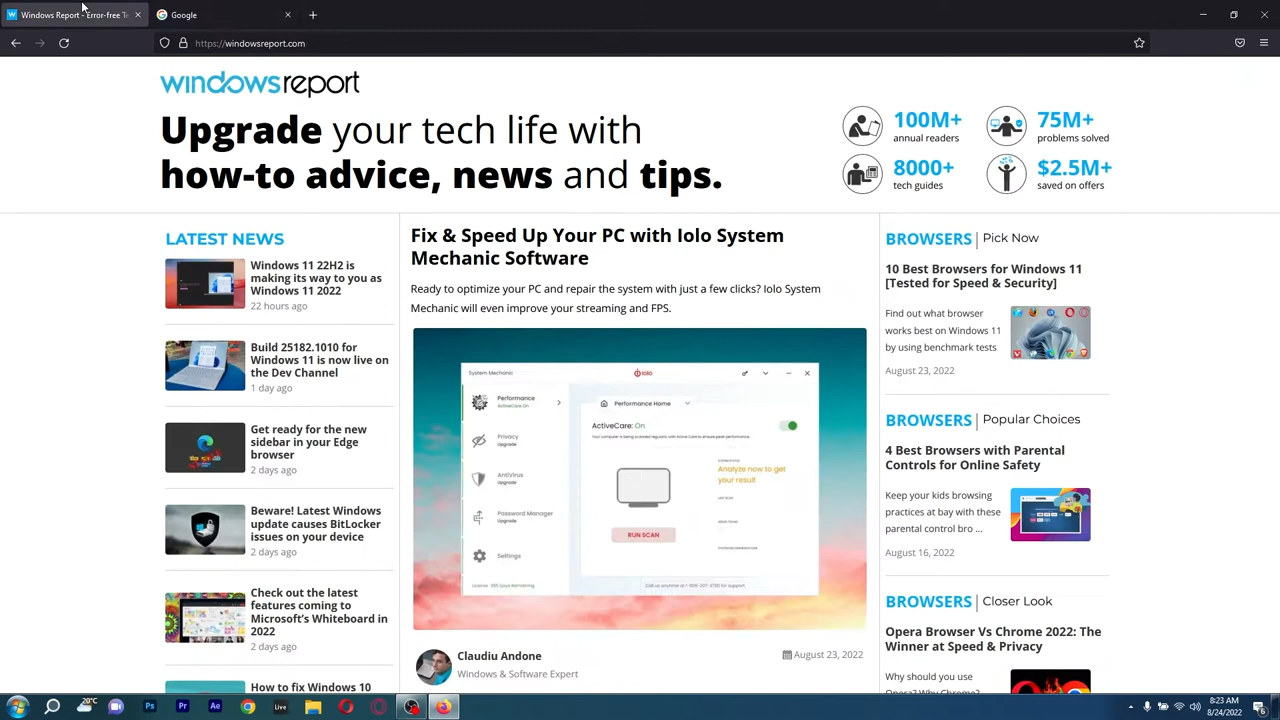 Windows Report - Error-free Te
Google
https://windowsreport.com
windowsreport
Upgrade your tech life with
how-to advice, news and tips.
100M+
annual readers
75M+
problems solved
8000+
tech guides
$2.5M+
saved on offers
LATEST NEWS
Windows 11 22H2 is
making its way to you as
Windows 11 2022
22 hours ago
Build 25182.1010 for
Windows 11 is now live on
the Dev Channel
1 day ago
Get ready for the new
sidebar in your Edge
browser
2 days ago
Beware! Latest Windows
update causes BitLocker
issues on your device
2 days ago
Check out the latest
features coming to
Microsoft's Whiteboard in
2022
2 days ago
How to fix Windows 10
Fix & Speed Up Your PC with Iolo System
Mechanic Software
Ready to optimize your PC and repair the system with just a few clicks? Iolo System
Mechanic will even improve your streaming and FPS.
System Mechanic
iolo
Performance
ActiveCare: On
Privacy
Upgrade
AntiVirus
Upgrade
Password Manager
Upgrade
Settings
Performance Home
ActiveCare: On
Analyze now to get
your result
RUN SCAN
Claudiu Andone
Windows & Software Expert
August 23, 2022
BROWSERS | Pick Now
10 Best Browsers for Windows 11
[Tested for Speed & Security]
Find out what browser
works best on Windows 11
by using benchmark tests
August 23, 2022
BROWSERS | Popular Choices
4 Best Browsers with Parental
Controls for Online Safety
Keep your kids browsing
practices at bay with these
parental control bro ...
August 16, 2022
BROWSERS | Closer Look
Opera Browser Vs Chrome 2022: The
Winner at Speed & Privacy
Why should you use
Ps
Pr
Ae
Live
8:23 AM
8/24/2022